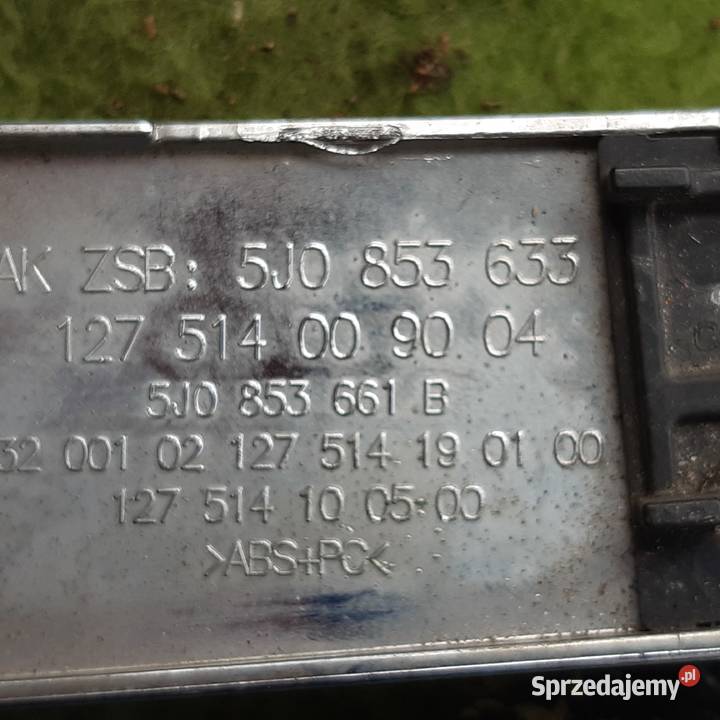 AK ZSB: 5J0 853 633
127 514 00 90 04
5J0 853 661 B
32 001 02 127 514 19 01 00
127 514 10 05 00
>ABS+PC<
Sprzedajemy.pl